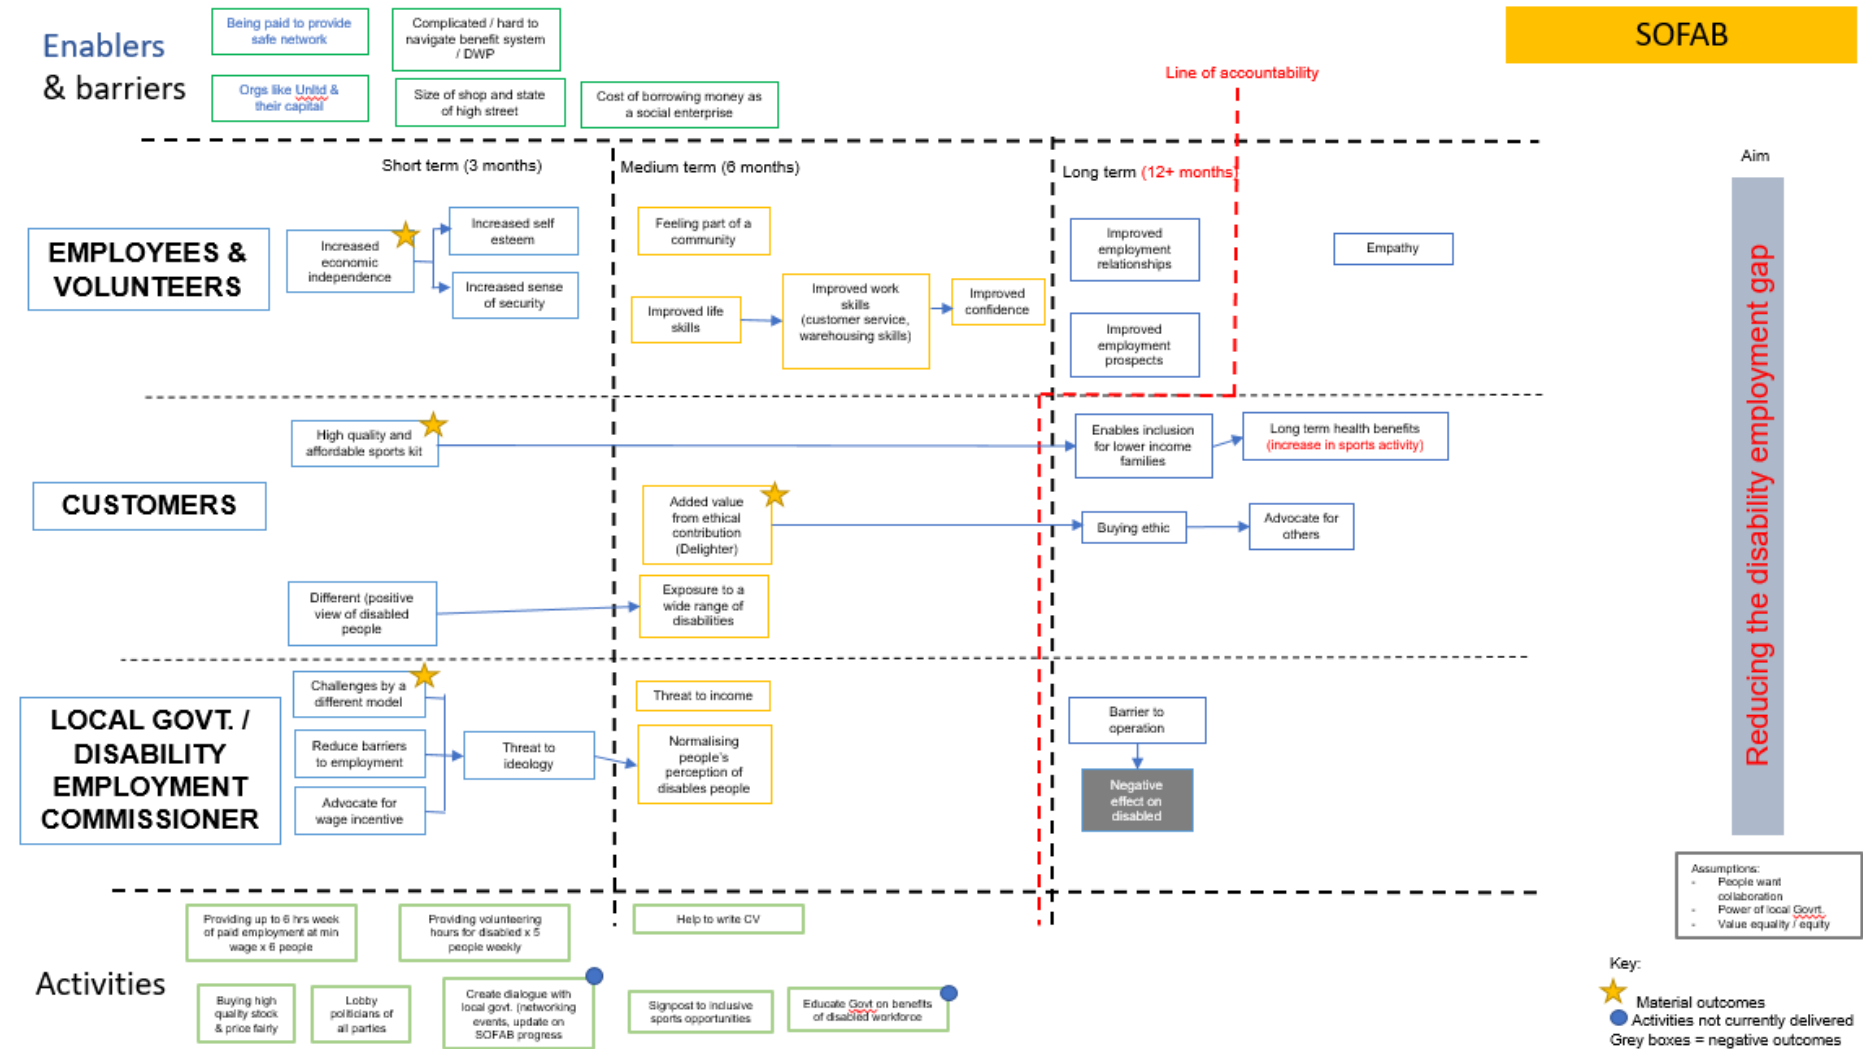 Enablers
& barriers
Being paid to provide
safe network
Complicated / hard to
navigate benefit system
/ DWP
Orgs like Unltd &
their capital
Size of shop and state
of high street
Cost of borrowing money as
a social enterprise
SOFAB
Line of accountability
Short term (3 months)
Medium term (6 months)
Long term (12+ months)
Aim
EMPLOYEES &
VOLUNTEERS
Increased
economic
independence
Increased self
esteem
Increased sense
of security
Feeling part of a
community
Improved life
skills
Improved work
skills
(customer service,
warehousing skills)
Improved
confidence
Improved
employment
relationships
Improved
employment
prospects
Empathy
Reducing the disability employment gap
CUSTOMERS
High quality and
affordable sports kit
Enables inclusion
for lower income
families
Long term health benefits
(increase in sports activity)
Added value
from ethical
contribution
(Delighter)
Buying ethic
Advocate for
others
Different (positive
view of disabled
people
Exposure to a
wide range of
disabilities
LOCAL GOVT. /
DISABILITY
EMPLOYMENT
COMMISSIONER
Challenges by a
different model
Reduce barriers
to employment
Advocate for
wage incentive
Threat to
ideology
Threat to income
Normalising
people's
perception of
disables people
Barrier to
operation
Negative
effect on
disabled
Assumptions:
- People want
collaboration
- Power of local Govrt.
- Value equality / equity
Activities
Providing up to 6 hrs week
of paid employment at min
wage x 6 people
Providing volunteering
hours for disabled x 5
people weekly
Help to write CV
Buying high
quality stock
& price fairly
Lobby
politicians of
all parties
Create dialogue with
local govt. (networking
events, update on
SOFAB progress
Signpost to inclusive
sports opportunities
Educate Govt on benefits
of disabled workforce
Key:
Material outcomes
Activities not currently delivered
Grey boxes = negative outcomes